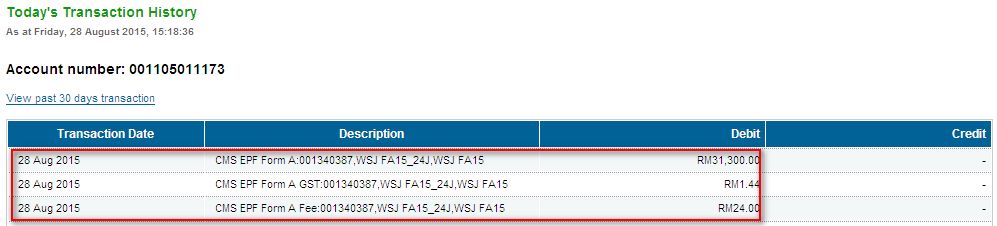 Today's Transaction History
As at Friday, 28 August 2015, 15:18:36
Account number: 001105011173
View past 30 days transaction
Transaction Date Description Debit Credit
28 Aug 2015 CMS EPF Form A:001340387,WSJ FA15_24J,WSJ FA15 RM31,300.00 -
28 Aug 2015 CMS EPF Form A GST:001340387,WSJ FA15_24J,WSJ FA15 RM1.44 -
28 Aug 2015 CMS EPF Form A Fee:001340387,WSJ FA15_24J,WSJ FA15 RM24.00 -